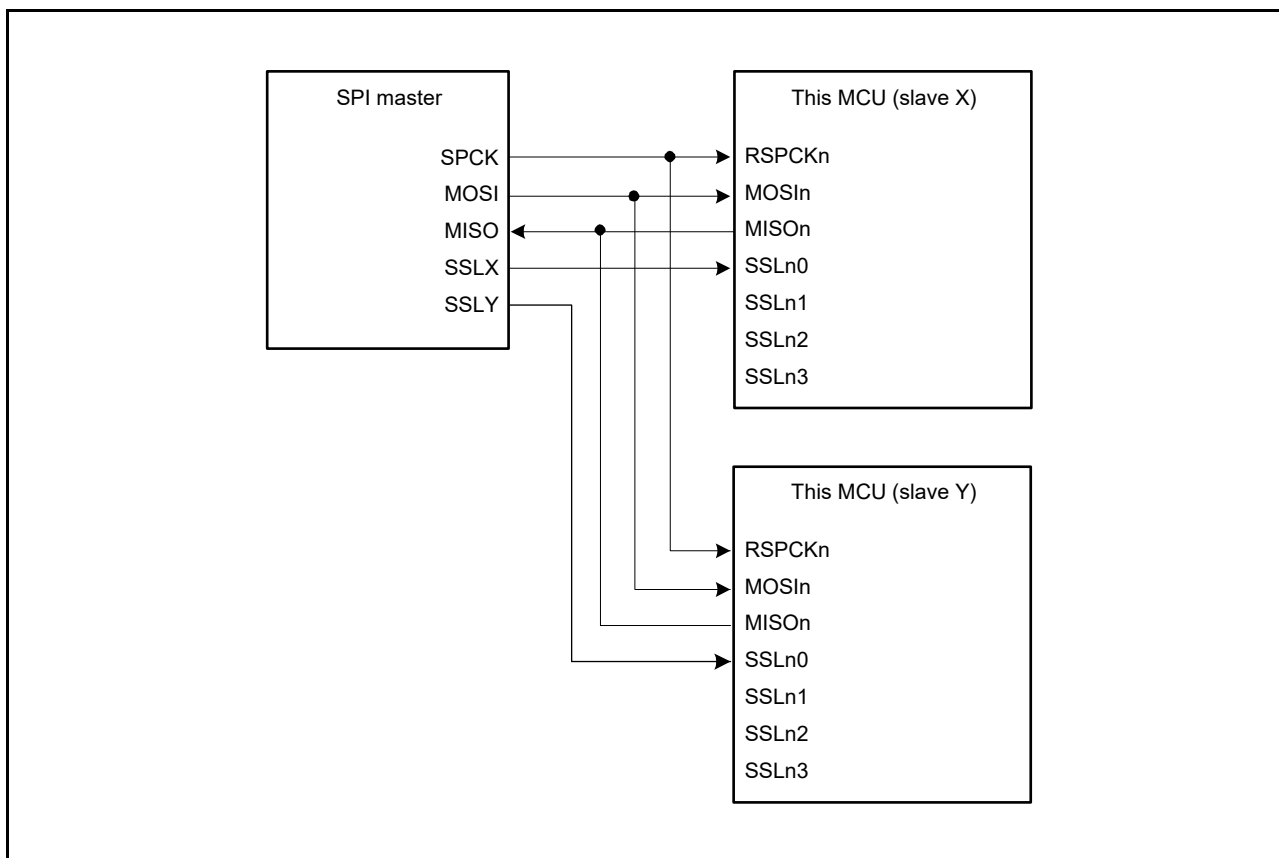 SPI master
SPCK
MOSI
MISO
SSLX
SSLY
This MCU (slave X)
RSPCKn
MOSIn
MISOn
SSLn0
SSLn1
SSLn2
SSLn3
This MCU (slave Y)
RSPCKn
MOSIn
MISOn
SSLn0
SSLn1
SSLn2
SSLn3